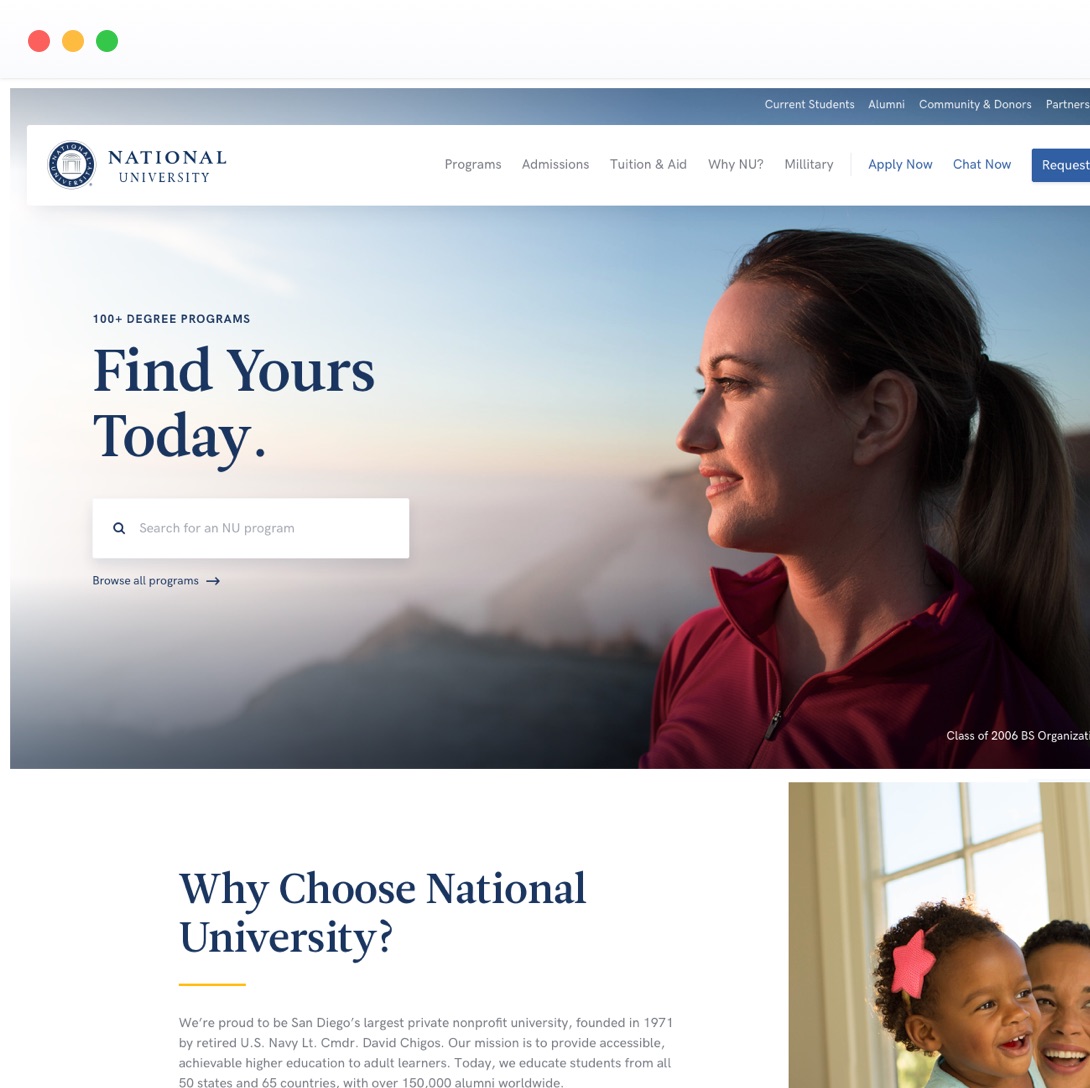 Current Students Alumni Community & Donors Partners
NATIONAL
UNIVERSITY
Programs Admissions Tuition & Aid Why NU? Millitary Apply Now Chat Now Request
100+ DEGREE PROGRAMS
Find Yours
Today.
Search for an NU program
Browse all programs
Class of 2006 BS
Why Choose National
University?
We’re proud to be San Diego’s largest private nonprofit university, founded in 1971
by retired U.S. Navy Lt. Cmdr. David Chigos. Our mission is to provide accessible,
achievable higher education to adult learners. Today, we educate students from all
50 states and 65 countries, with over 150,000 alumni worldwide.